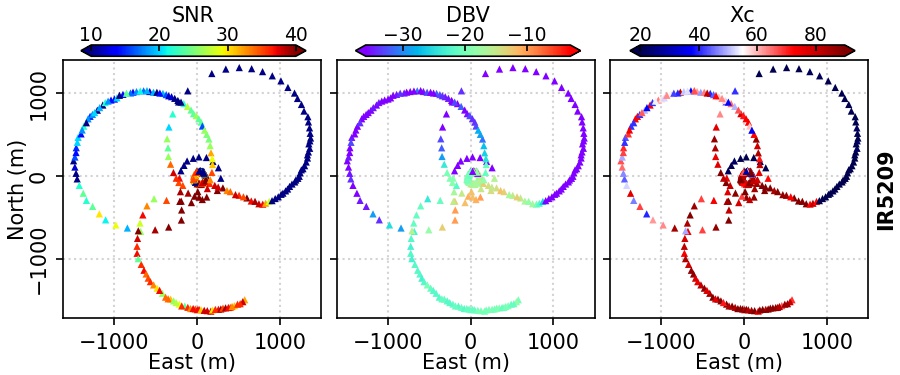 SNR DBV Xc
10 20 30 40 −30 −20 −10 20 40 60 80
1000
0
−1000
North (m)
IR5209
−1000 0 1000 −1000 0 1000 −1000 0 1000
East (m) East (m) East (m)